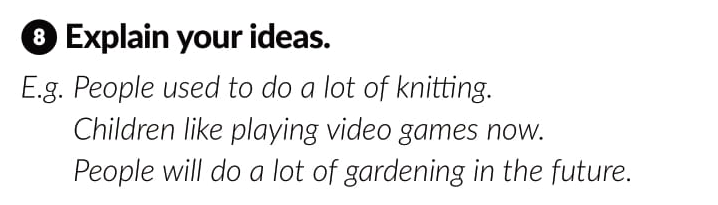 8 Explain your ideas.
E.g. People used to do a lot of knitting.
Children like playing video games now.
People will do a lot of gardening in the future.